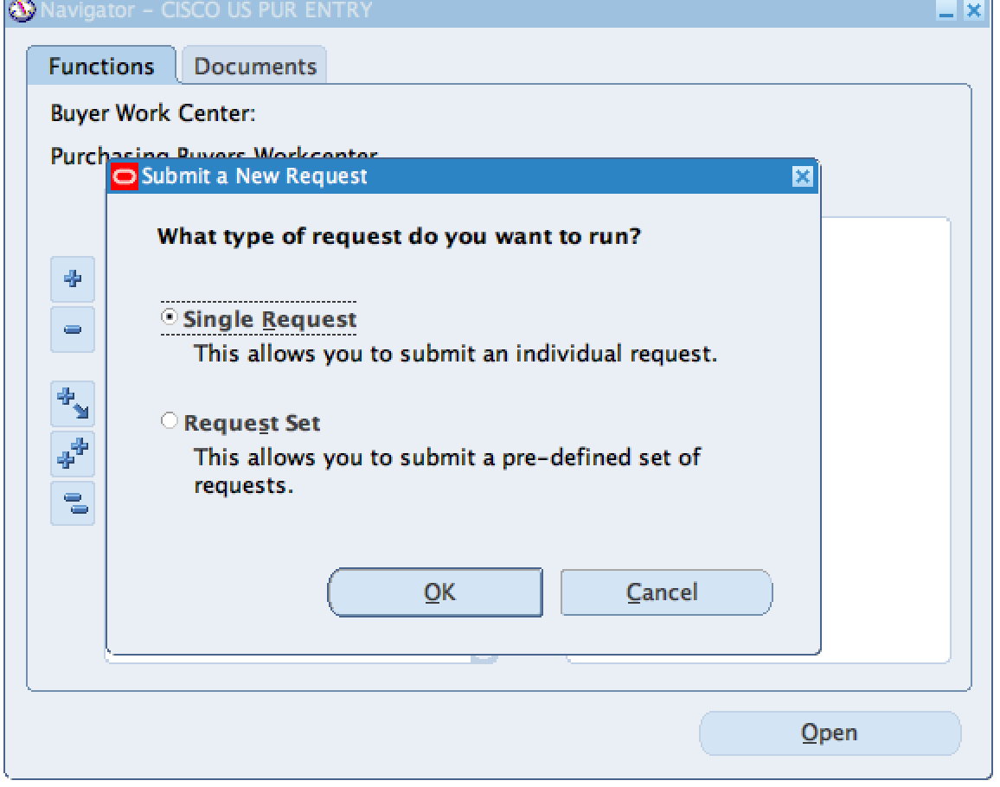 Navigator – CISCO US PUR ENTRY
Functions
Documents
Buyer Work Center:
Purchasing Buyers Workcenter
Submit a New Request
What type of request do you want to run?
Single Request
This allows you to submit an individual request.
Request Set
This allows you to submit a pre-defined set of
requests.
OK
Cancel
Open